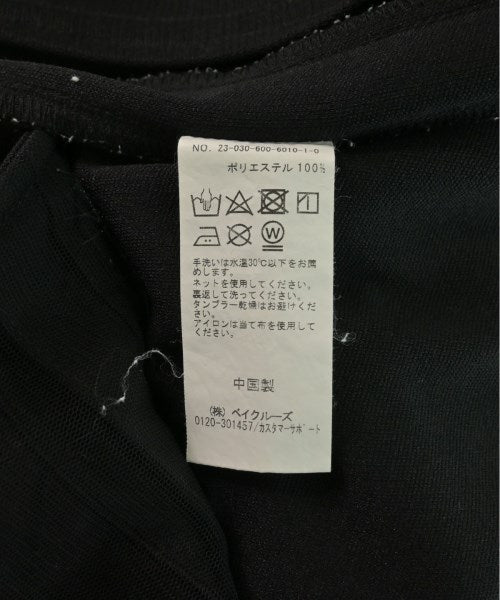 NO. 23-030-600-6010-1-0
ポリエステル 100%
手洗いは水温30℃以下をお薦
めします。
ネットを使用してください。
裏返して洗ってください。
タンブラー乾燥はお避けくださ
い。
アイロンは当て布を使用して
ください。
中国製
(株) ベイクルーズ
0120-301457/カスタマーサポート